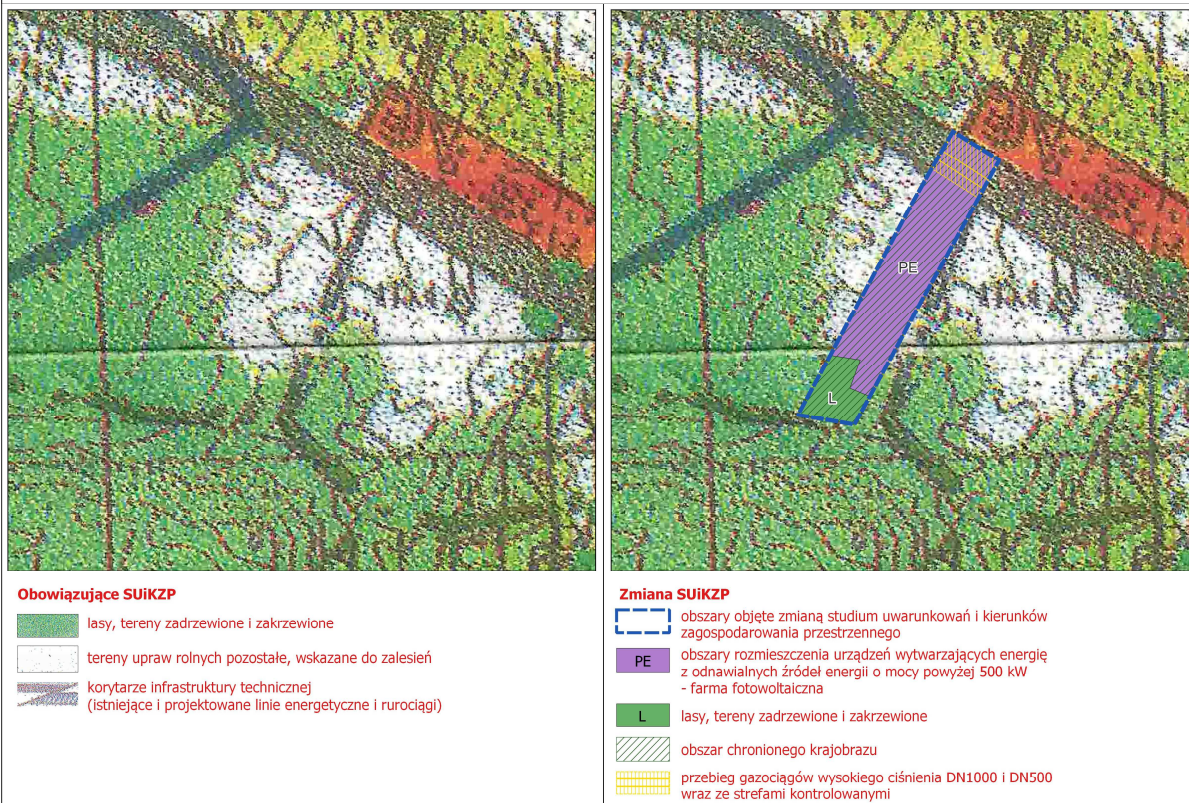 PE
L
Obowiązujące SUiKZP
lasy, tereny zadrzewione i zakrzewione
tereny upraw rolnych pozostałe, wskazane do zalesień
korytarze infrastruktury technicznej
(istniejące i projektowane linie energetyczne i rurociągi)
Zmiana SUiKZP
obszary objęte zmianą studium uwarunkowań i kierunków
zagospodarowania przestrzennego
PE
obszary rozmieszczenia urządzeń wytwarzających energię
z odnawialnych źródeł energii o mocy powyżej 500 kW
- farma fotowoltaiczna
L
lasy, tereny zadrzewione i zakrzewione
obszar chronionego krajobrazu
przebieg gazociągów wysokiego ciśnienia DN1000 i DN500
wraz ze strefami kontrolowanymi